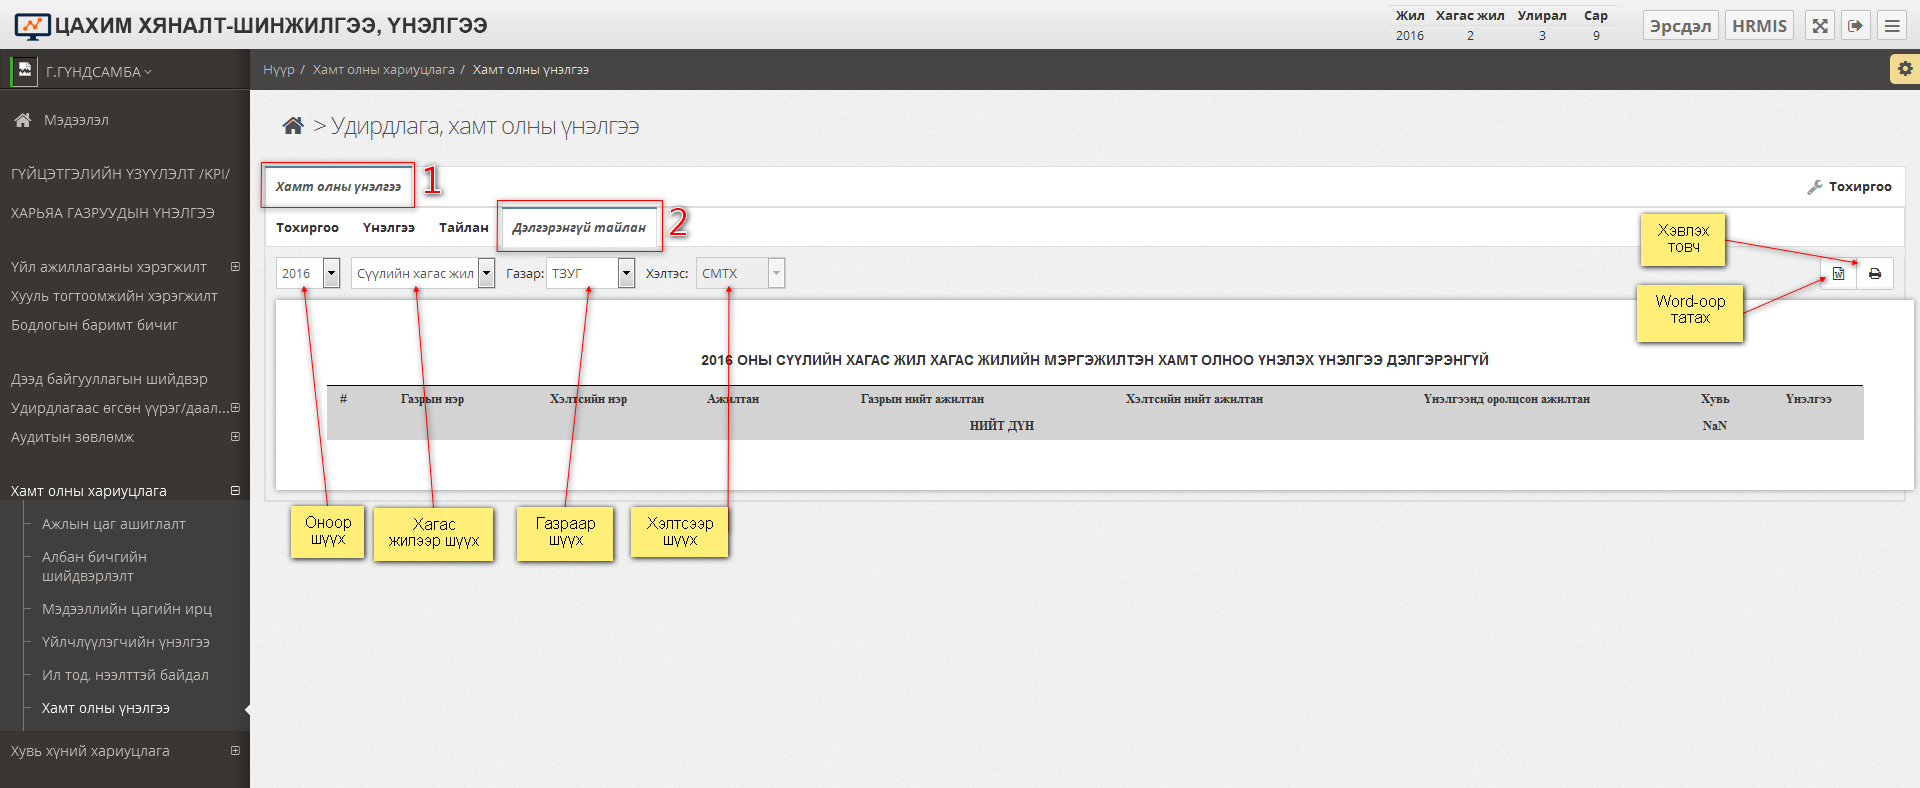 ЦАХИМ ХЯНАЛТ-ШИНЖИЛГЭЭ, ҮНЭЛГЭЭ
Жил Хагас жил Улирал Сар
2016 2 3 9
Эрсдэл HRMIS
Г.ГҮНДСАМБА
Нүүр / Хамт олны хариуцлага / Хамт олны үнэлгээ
Мэдээлэл
ГҮЙЦЭТГЭЛИЙН ҮЗҮҮЛЭЛТ /KPI/
ХАРЬЯА ГАЗРУУДЫН ҮНЭЛГЭЭ
Үйл ажиллагааны хэрэгжилт
Хууль тогтоомжийн хэрэгжилт
Бодлогын баримт бичиг
Дээд байгууллагын шийдвэр
Удирдлагаас өгсөн үүрэг/даал...
Аудитын зөвлөмж
Хамт олны хариуцлага
Ажлын цаг ашиглалт
Албан бичгийн
шийдвэрлэлт
Мэдээллийн цагийн ирц
Үйлчлүүлэгчийн үнэлгээ
Ил тод, нээлттэй байдал
Хамт олны үнэлгээ
Хувь хүний хариуцлага
> Удирдлага, хамт олны үнэлгээ
Хамт олны үнэлгээ 1
Тохиргоо
Тохиргоо Үнэлгээ Тайлан Дэлгэрэнгүй тайлан 2
2016 Сүүлийн хагас жил Газар: ТЗУГ Хэлтэс: СМТХ
Хэвлэх
товч
Word-оор
татах
2016 ОНЫ СҮҮЛИЙН ХАГАС ЖИЛ ХАГАС ЖИЛИЙН МЭРГЭЖИЛТЭН ХАМТ ОЛНОО ҮНЭЛЭХ ҮНЭЛГЭЭ ДЭЛГЭРЭНГҮЙ
# Газрын нэр Хэлтсийн нэр Ажилтан Газрын нийт ажилтан Хэлтсийн нийт ажилтан Үнэлгээнд оролцсон ажилтан Хувь Үнэлгээ
НИЙТ ДҮН NaN
Оноор
шүүх
Хагас
жилээр шүүх
Газраар
шүүх
Хэлтсээр
шүүх